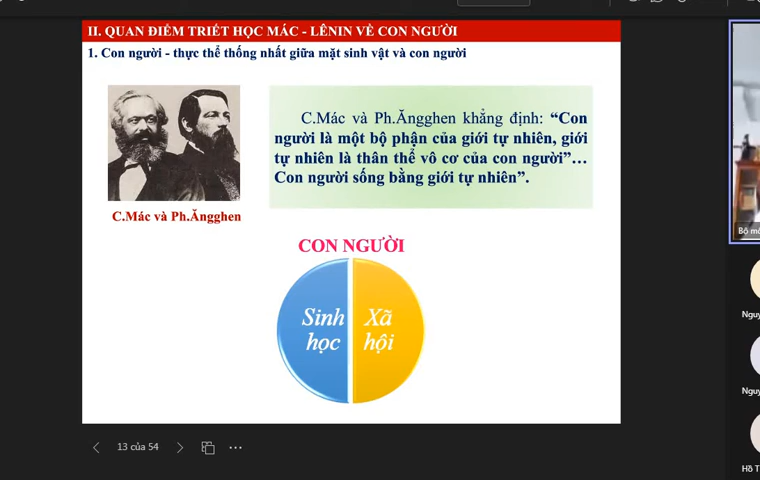 II. QUAN ĐIỂM TRIẾT HỌC MÁC - LÊNIN VỀ CON NGƯỜI
1. Con người - thực thể thống nhất giữa mặt sinh vật và con người
C.Mác và Ph.Ăngghen khẳng định: “Con
người là một bộ phận của giới tự nhiên, giới
tự nhiên là thân thể vô cơ của con người”…
Con người sống bằng giới tự nhiên”.
C.Mác và Ph.Ăngghen
CON NGƯỜI
Sinh
học
Xã
hội
13 của 54
Bộ
Hồ